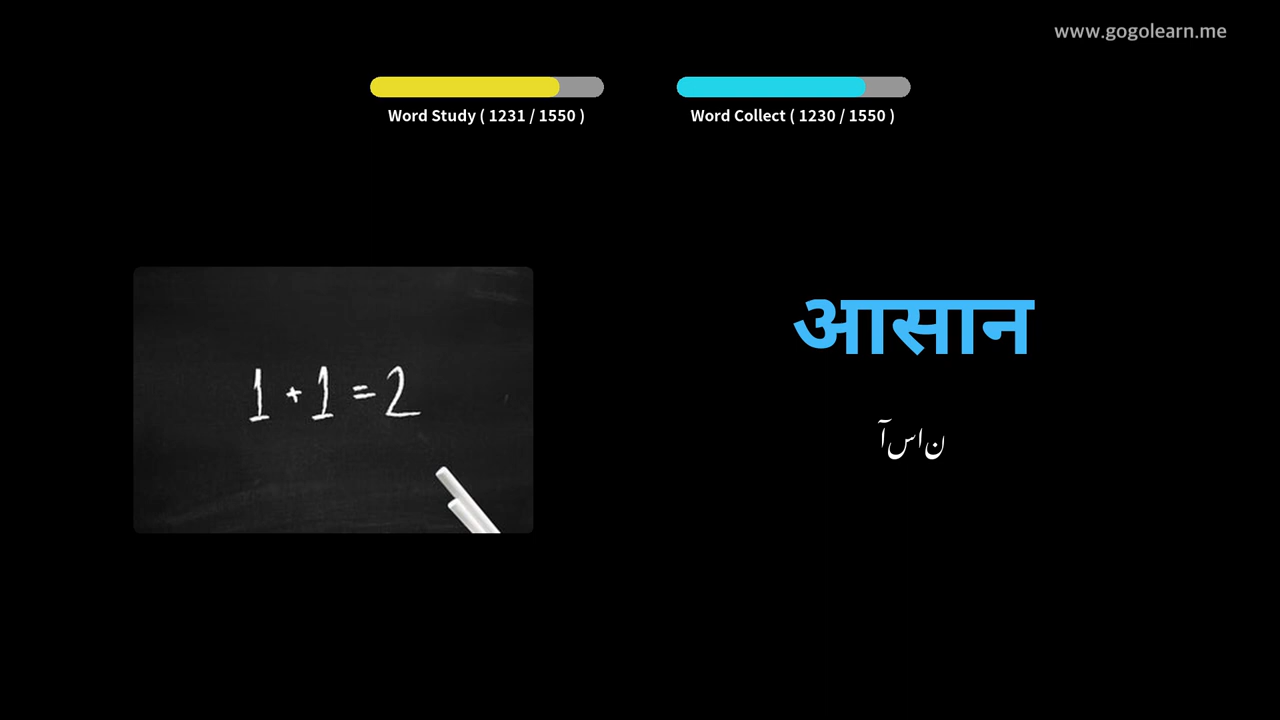 www.gogolearn.me
Word Study ( 1231 / 1550 )
Word Collect ( 1230 / 1550 )
1 + 1 = 2
आसान
آسان